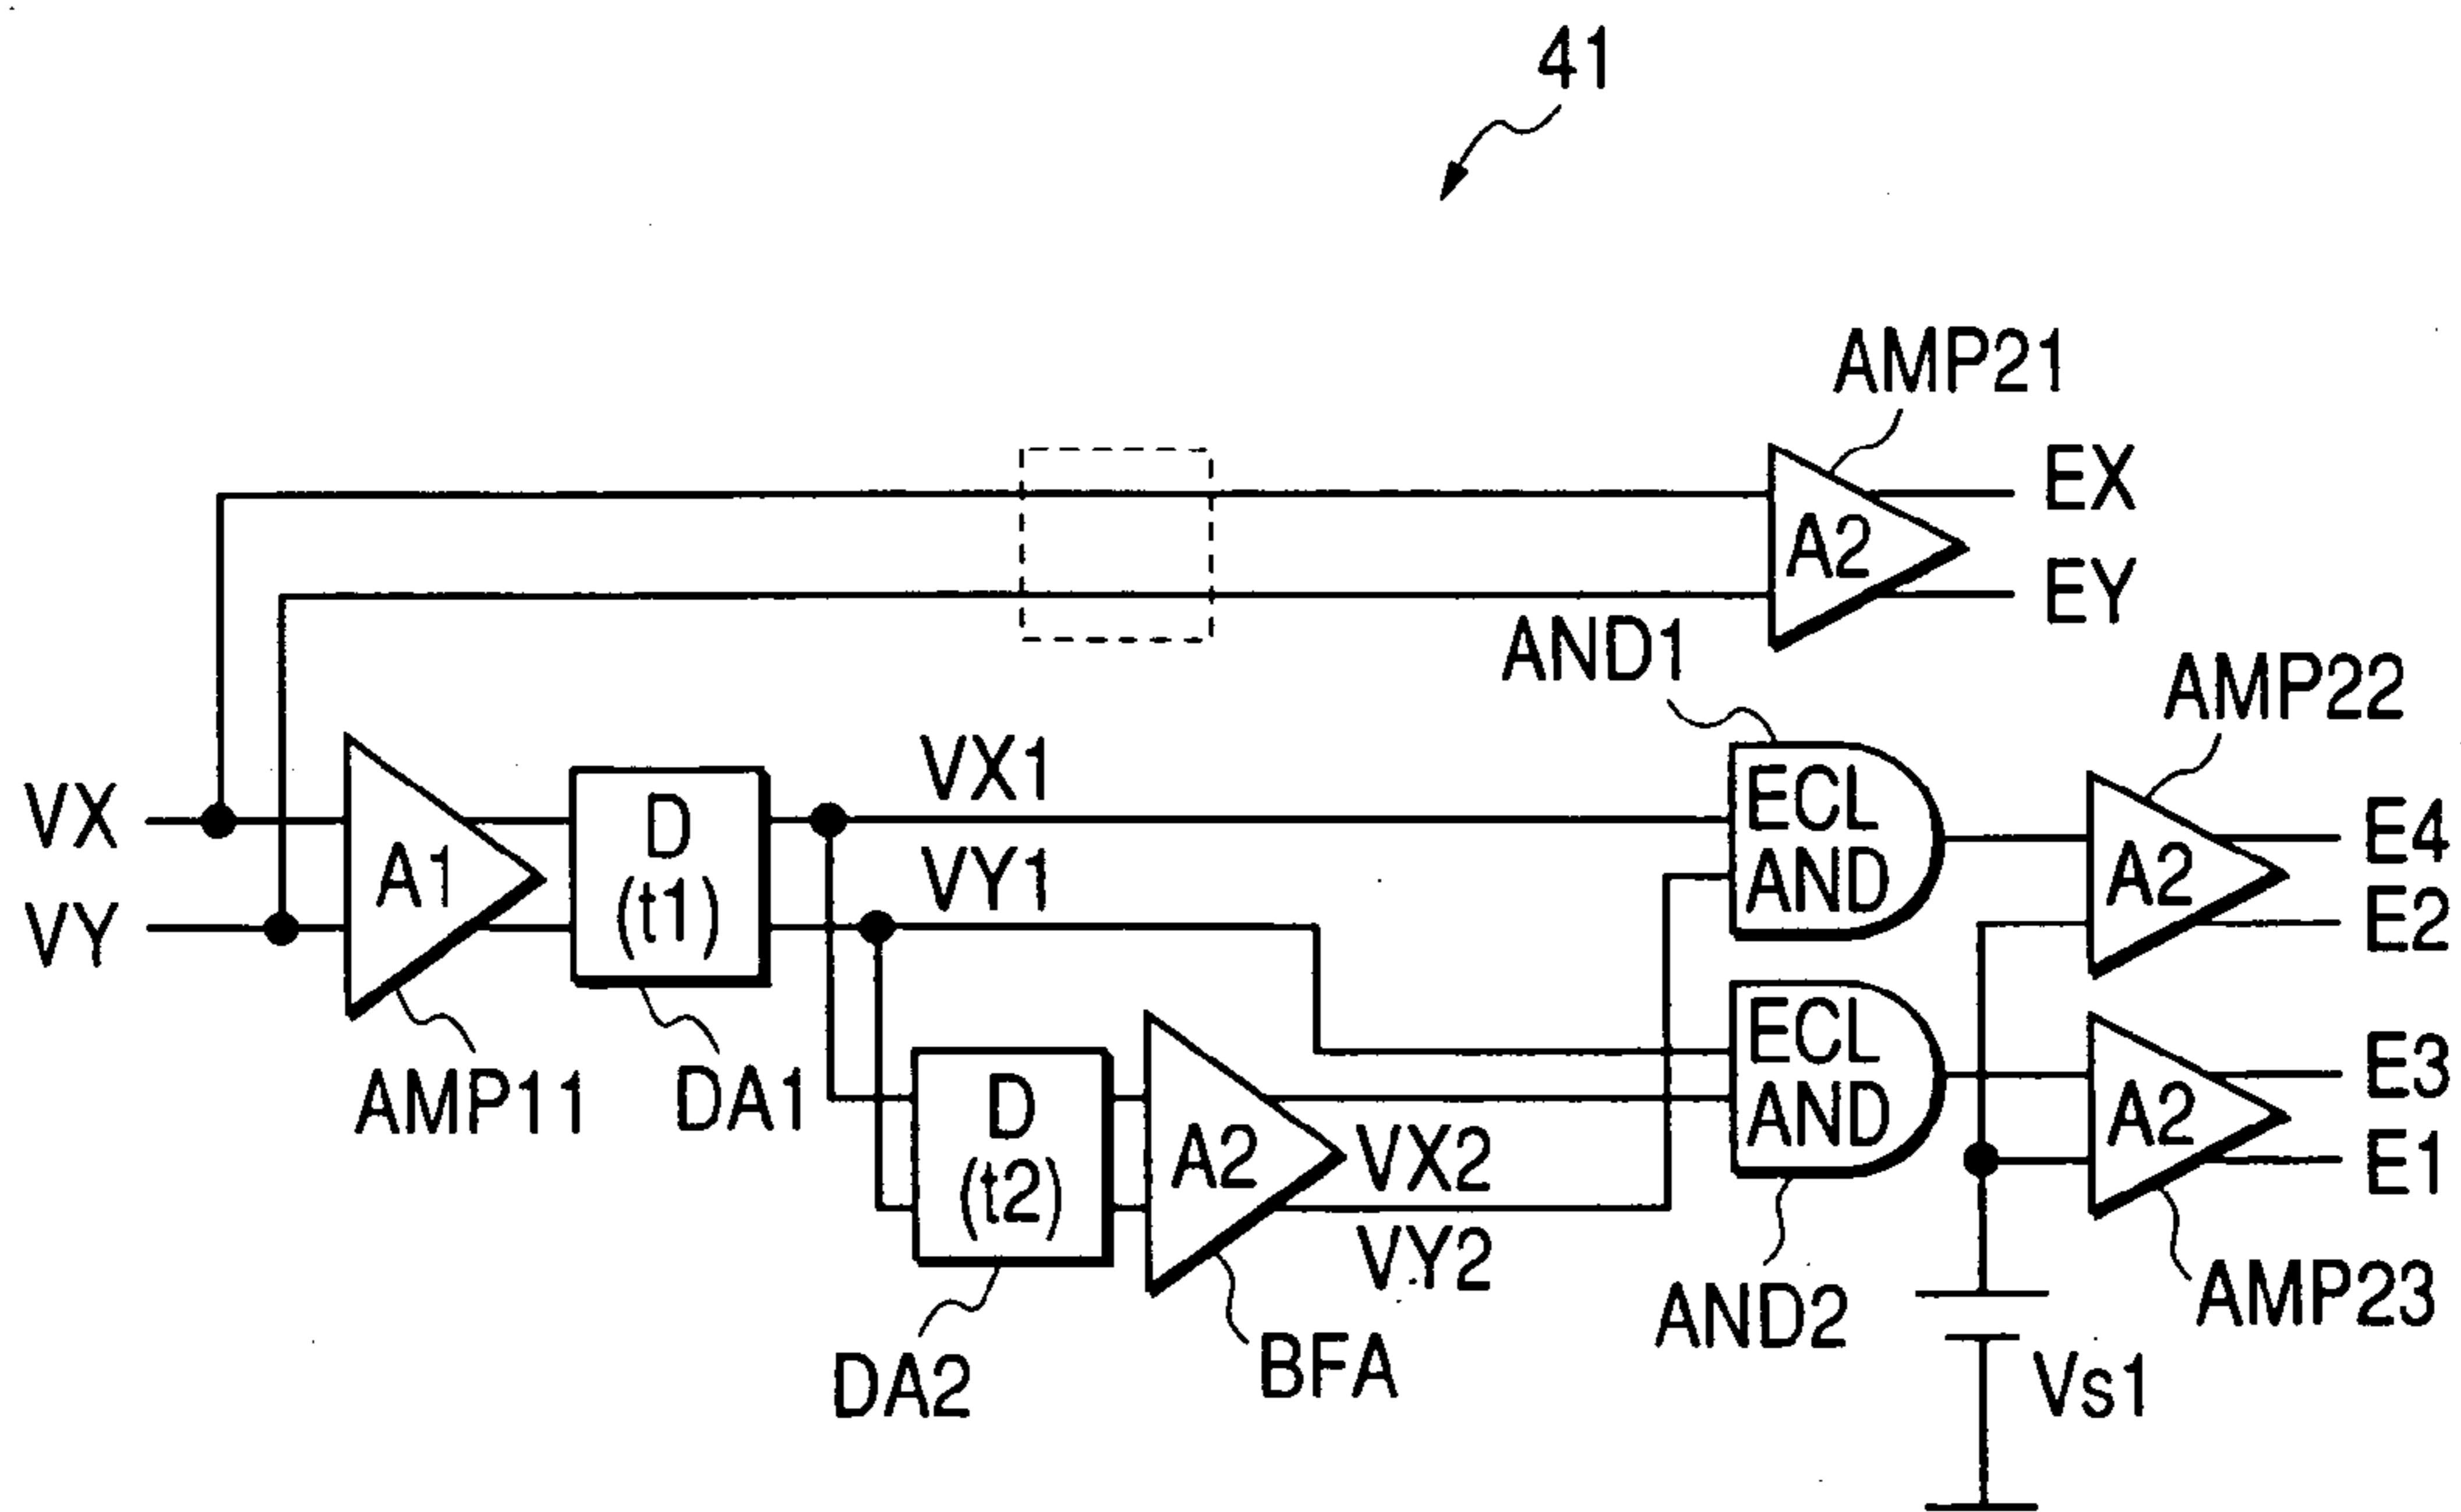 41
AMP21
EX
A2
EY
AND1
AMP22
VX
VX1
ECL
AND
E4
D
(t1)
A1
VY1
A2
E2
VY
AMP11
DA1
ECL
AND
E3
D
(t2)
A2
VX2
A2
E1
VY2
DA2
BFA
AND2
AMP23
Vs1